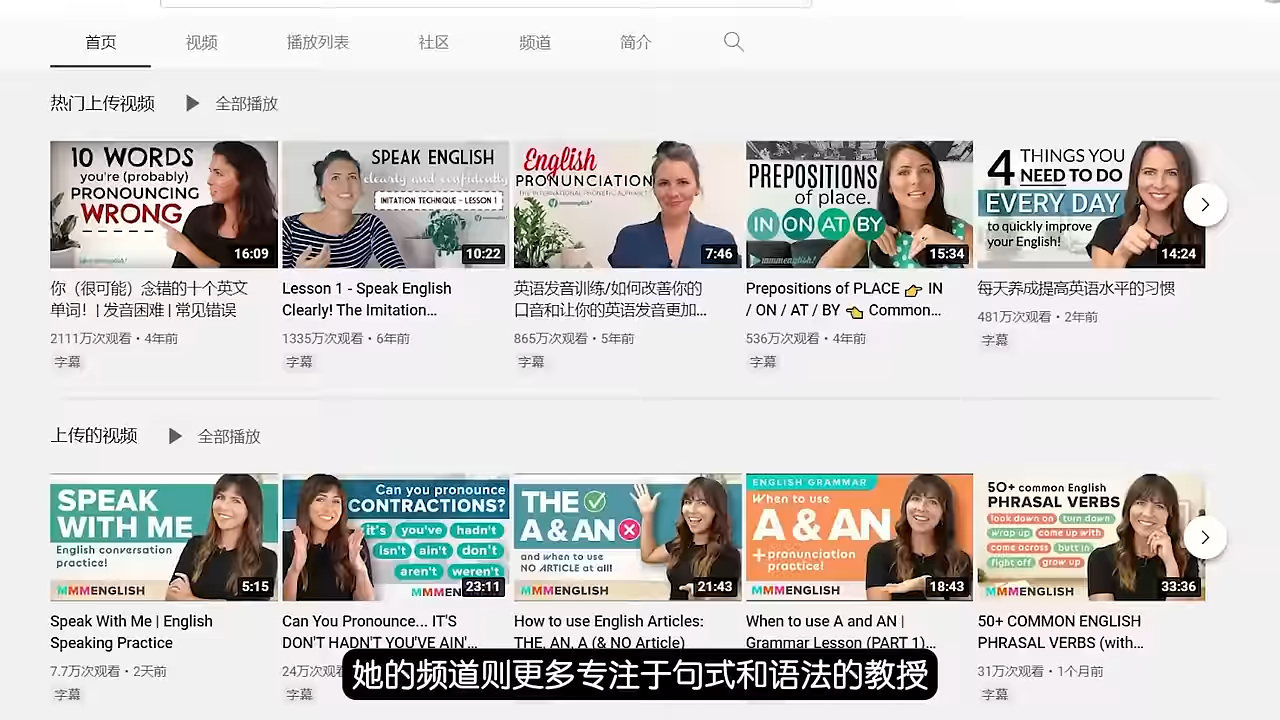 首页 视频 播放列表 社区 频道 简介
热门上传视频 全部播放
10 WORDS
you're (probably)
PRONOUNCING
WRONG
16:09
SPEAK ENGLISH
clearly and confidently
IMITATION TECHNIQUE - LESSON 1
mmmenglish!
10:22
English
PRONUNCIATION
THE INTERNATIONAL PHONETIC ALPHABET
mmmenglish!
7:46
PREPOSITIONS
of place.
IN ON AT BY
mmmenglish!
15:34
4 THINGS YOU
NEED TO DO
EVERY DAY
to quickly improve
your English!
14:24
你（很可能）念错的十个英文
单词！| 发音困难 | 常见错误
2111万次观看・4年前
字幕
Lesson 1 - Speak English
Clearly! The Imitation...
1335万次观看・6年前
字幕
英语发音训练/如何改善你的
口音和让你的英语发音更加...
865万次观看・5年前
字幕
Prepositions of PLACE 👉 IN
/ ON / AT / BY 👈 Common...
536万次观看・4年前
字幕
每天养成提高英语水平的习惯
481万次观看・2年前
字幕
上传的视频 全部播放
SPEAK
WITH ME
English conversation
practice!
MMMENGLISH
5:15
Can you pronounce
CONTRACTIONS?
it's you've hadn't
isn't ain't don't
aren't weren't
MMMEN
23:11
THE
A & AN
and when to use
NO ARTICLE at all!
MMMENGLISH
21:43
ENGLISH GRAMMAR
When to use
A & AN
+pronunciation
practice!
MMMENGLISH
18:43
50+ common English
PHRASAL VERBS
look down on turn down
wrap up come up with
come across butt in
fight off grow up
MMMENGLISH
33:36
Speak With Me | English
Speaking Practice
7.7万次观看・2天前
字幕
Can You Pronounce... IT'S
DON'T HADN'T YOU'VE AIN'...
24万次观
字幕
How to use English Articles:
THE, AN, A (& NO Article)
When to use A and AN |
Grammar Lesson (PART 1)...
50+ COMMON ENGLISH
PHRASAL VERBS (with...
31万次观看・1个月前
字幕
她的频道则更多专注于句式和语法的教授